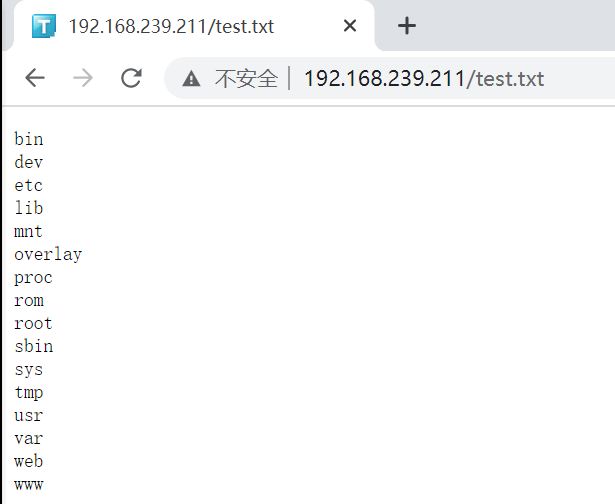 T 192.168.239.211/test.txt
不安全 192.168.239.211/test.txt
bin
dev
etc
lib
mnt
overlay
proc
rom
root
sbin
sys
tmp
usr
var
web
www